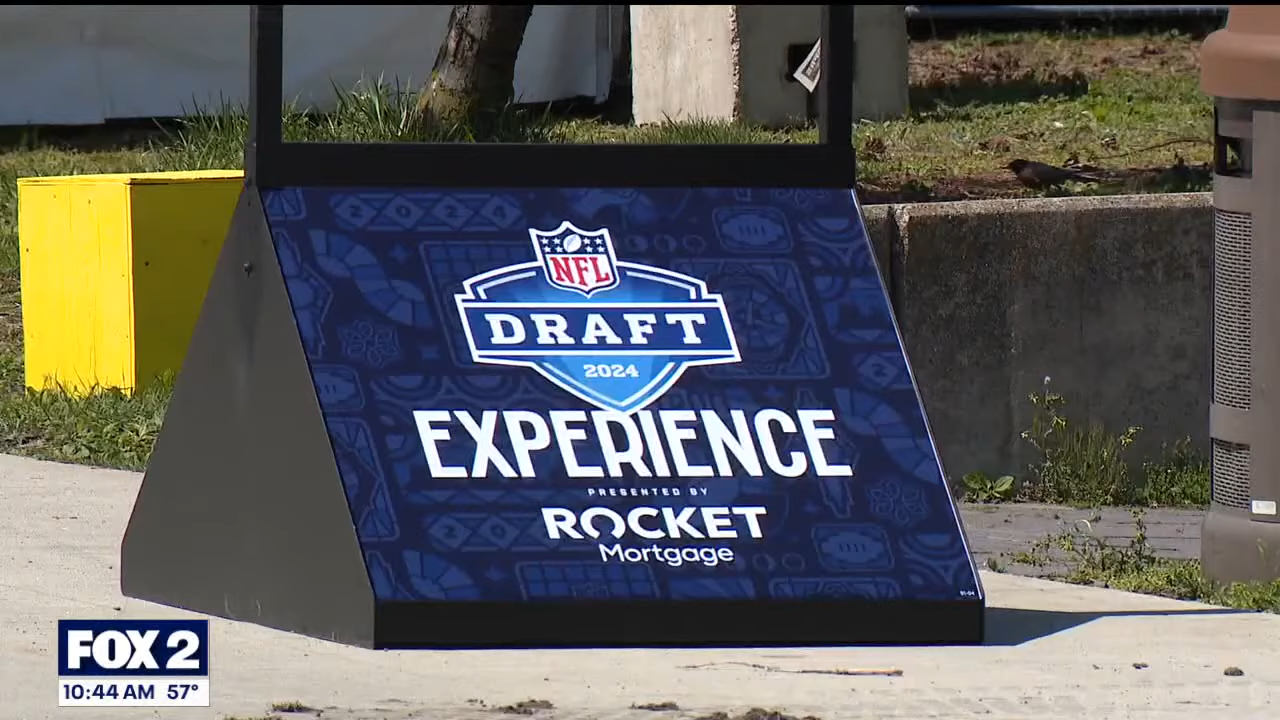 NFL
DRAFT
2024
EXPERIENCE
PRESENTED BY
ROCKET
Mortgage
FOX 2
10:44 AM 57°